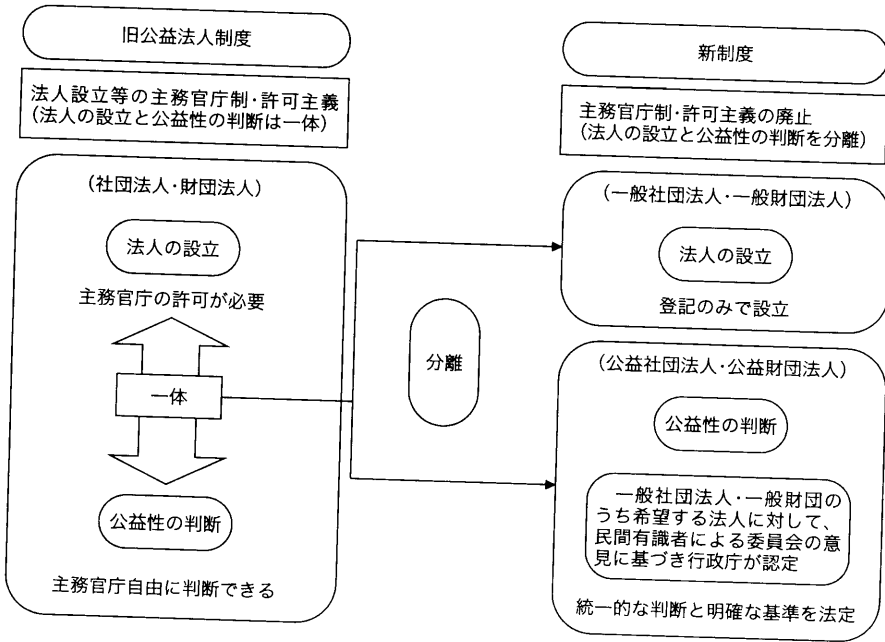 旧公益法人制度
法人設立等の主務官庁制・許可主義
（法人の設立と公益性の判断は一体）
（社団法人・財団法人）
法人の設立
主務官庁の許可が必要
一体
公益性の判断
主務官庁自由に判断できる
分離
新制度
主務官庁制・許可主義の廃止
（法人の設立と公益性の判断を分離）
（一般社団法人・一般財団法人）
法人の設立
登記のみで設立
（公益社団法人・公益財団法人）
公益性の判断
一般社団法人・一般財団の
うち希望する法人に対して、
民間有識者による委員会の意
見に基づき行政庁が認定
統一的な判断と明確な基準を法定